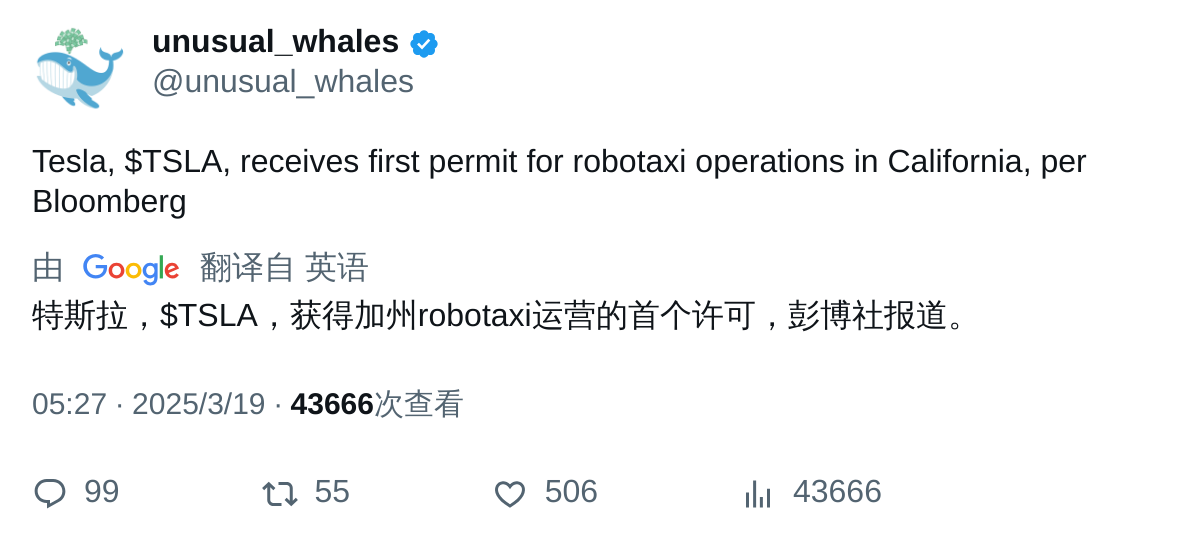 unusual_whales
@unusual_whales
Tesla, $TSLA, receives first permit for robotaxi operations in California, per
Bloomberg
由 Google 翻译自 英语
特斯拉，$TSLA，获得加州robotaxi运营的首个许可，彭博社报道。
05:27 · 2025/3/19 · 43666次查看
99 55 506 43666